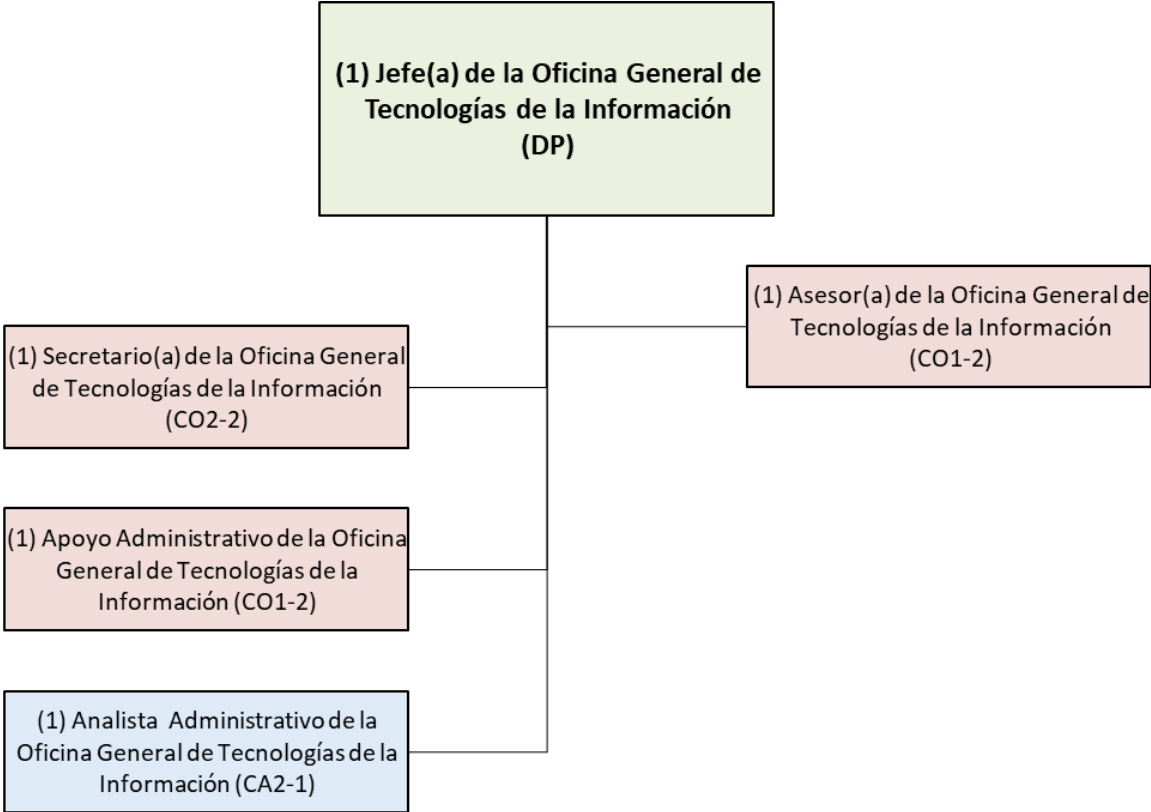 (1) Jefe(a) de la Oficina General de
Tecnologías de la Información
(DP)
(1) Asesor(a) de la Oficina General de
Tecnologías de la Información
(CO1-2)
(1) Secretario(a) de la Oficina General
de Tecnologías de la Información
(CO2-2)
(1) Apoyo Administrativo de la Oficina
General de Tecnologías de la
Información (CO1-2)
(1) Analista Administrativo de la
Oficina General de Tecnologías de la
Información (CA2-1)